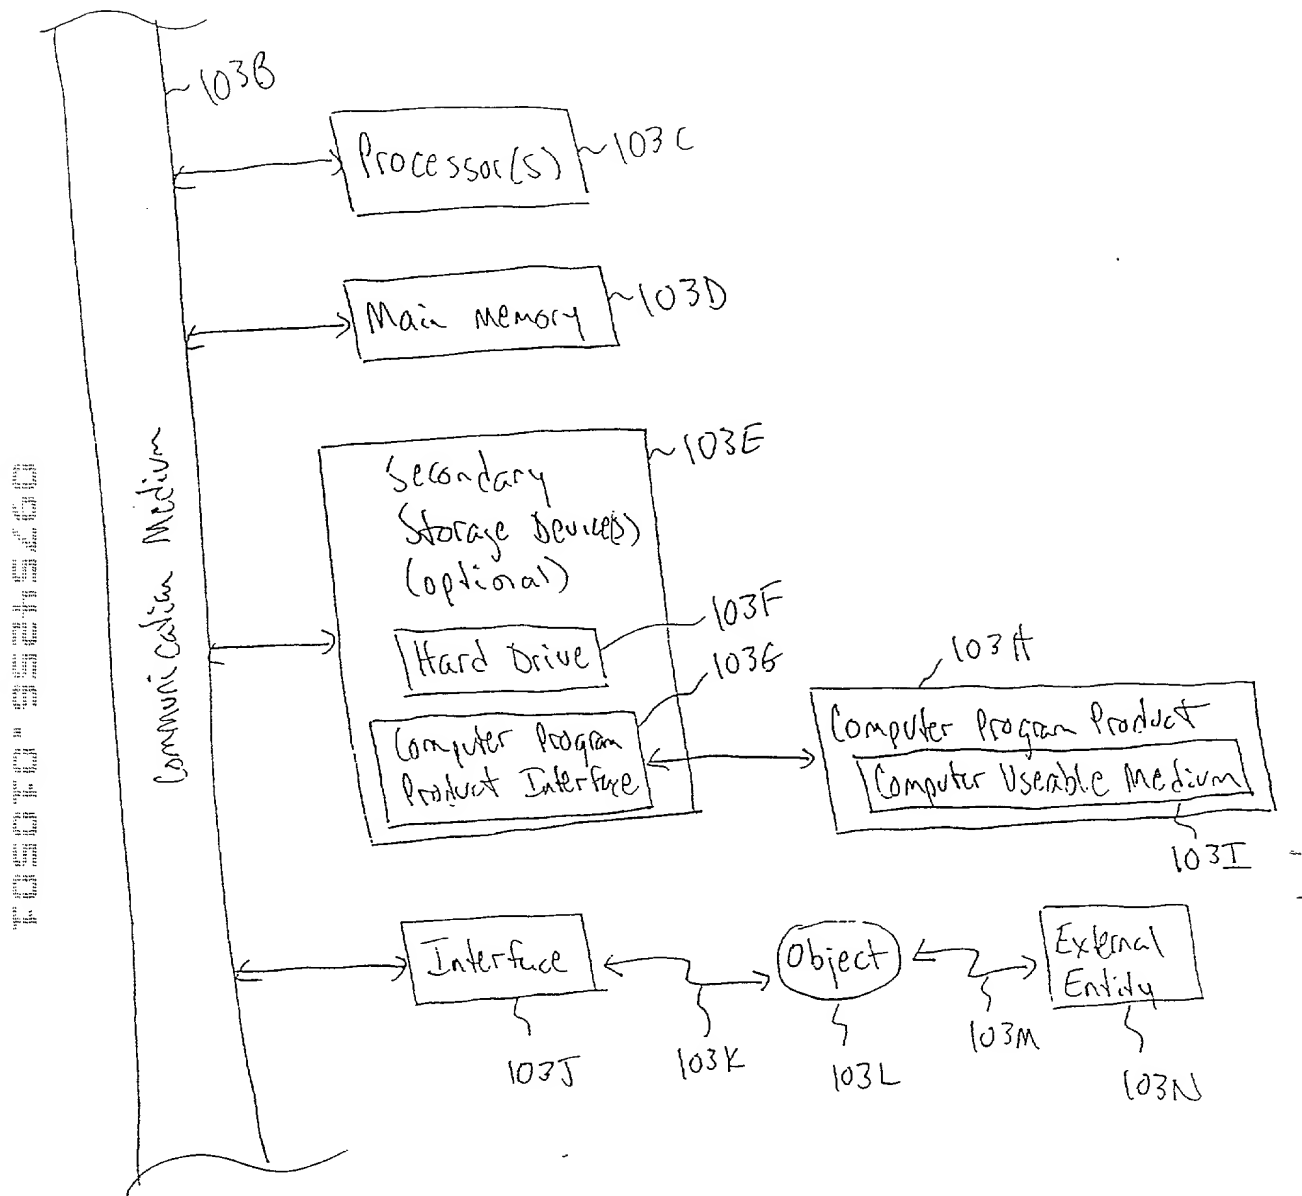 103B
Processor(s)
103C
Main Memory
103D
Communication Medium
103E
Secondary
Storage Device(s)
(optional)
103F
Hard Drive
103G
Computer Program
Product Interface
103H
Computer Program Product
Computer Useable Medium
103I
Interface
Object
External
Entity
103J
103K
103L
103M
103N
09754256.010501